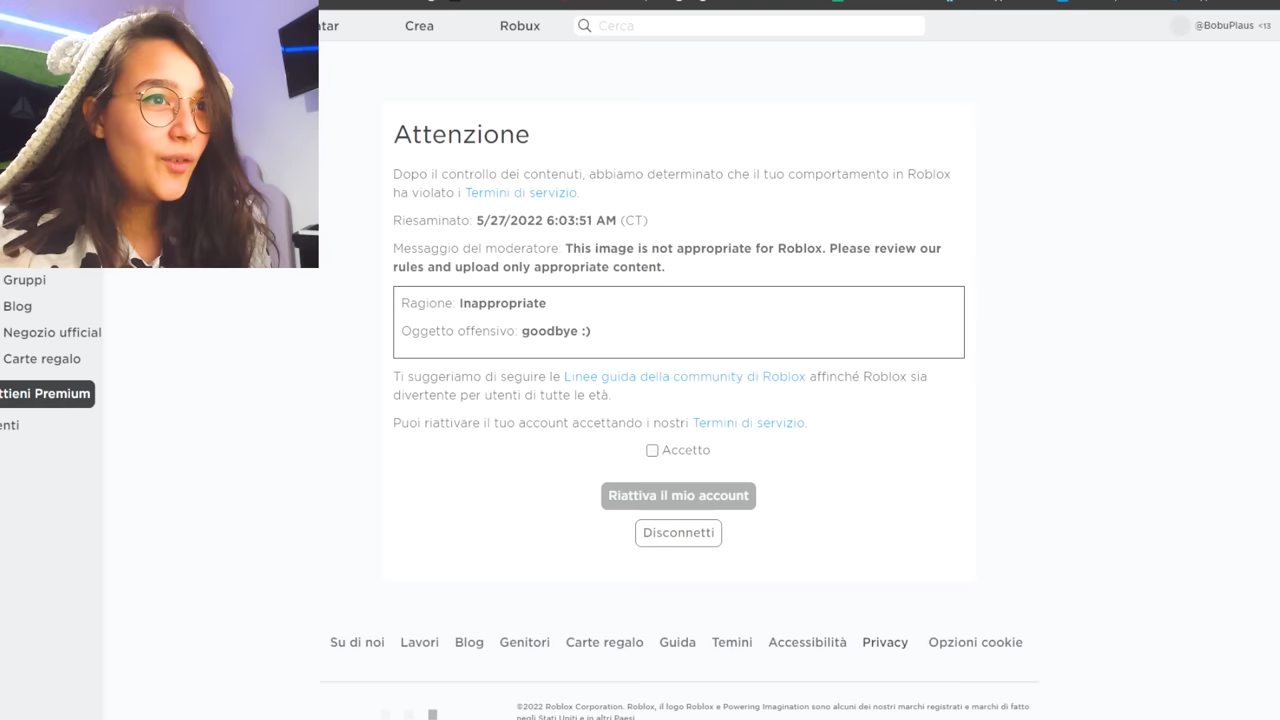 Crea
Robux
Cerca
@BobuPlaus <13
Attenzione
Dopo il controllo dei contenuti, abbiamo determinato che il tuo comportamento in Roblox
ha violato i Termini di servizio.
Riesaminato: 5/27/2022 6:03:51 AM (CT)
Messaggio del moderatore: This image is not appropriate for Roblox. Please review our
rules and upload only appropriate content.
Ragione: Inappropriate
Oggetto offensivo: goodbye :)
Ti suggeriamo di seguire le Linee guida della community di Roblox affinché Roblox sia
divertente per utenti di tutte le età.
Puoi riattivare il tuo account accettando i nostri Termini di servizio.
Accetto
Riattiva il mio account
Disconnetti
Gruppi
Blog
Negozio ufficial
Carte regalo
ttieni Premium
enti
Su di noi Lavori Blog Genitori Carte regalo Guida Temini Accessibilità Privacy Opzioni cookie
©2022 Roblox Corporation. Roblox, il logo Roblox e Powering Imagination sono alcuni dei nostri marchi registrati e marchi di fatto
negli Stati Uniti e in altri Paesi.